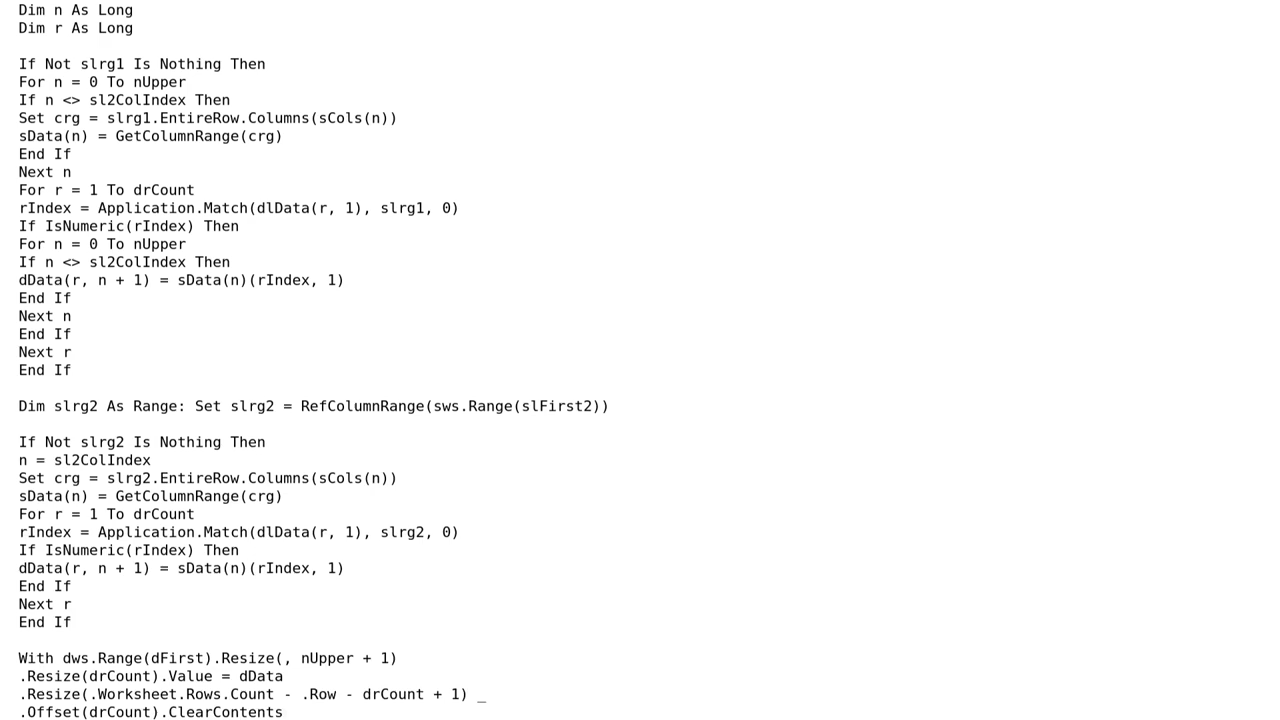 Dim n As Long
Dim r As Long
If Not slrg1 Is Nothing Then
For n = 0 To nUpper
If n <> sl2ColIndex Then
Set crg = slrg1.EntireRow.Columns(sCols(n))
sData(n) = GetColumnRange(crg)
End If
Next n
For r = 1 To drCount
rIndex = Application.Match(dlData(r, 1), slrg1, 0)
If IsNumeric(rIndex) Then
For n = 0 To nUpper
If n <> sl2ColIndex Then
dData(r, n + 1) = sData(n)(rIndex, 1)
End If
Next n
End If
Next r
End If
Dim slrg2 As Range: Set slrg2 = RefColumnRange(sws.Range(slFirst2))
If Not slrg2 Is Nothing Then
n = sl2ColIndex
Set crg = slrg2.EntireRow.Columns(sCols(n))
sData(n) = GetColumnRange(crg)
For r = 1 To drCount
rIndex = Application.Match(dlData(r, 1), slrg2, 0)
If IsNumeric(rIndex) Then
dData(r, n + 1) = sData(n)(rIndex, 1)
End If
Next r
End If
With dws.Range(dFirst).Resize(, nUpper + 1)
.Resize(drCount).Value = dData
.Resize(.Worksheet.Rows.Count - .Row - drCount + 1) _
.Offset(drCount).ClearContents